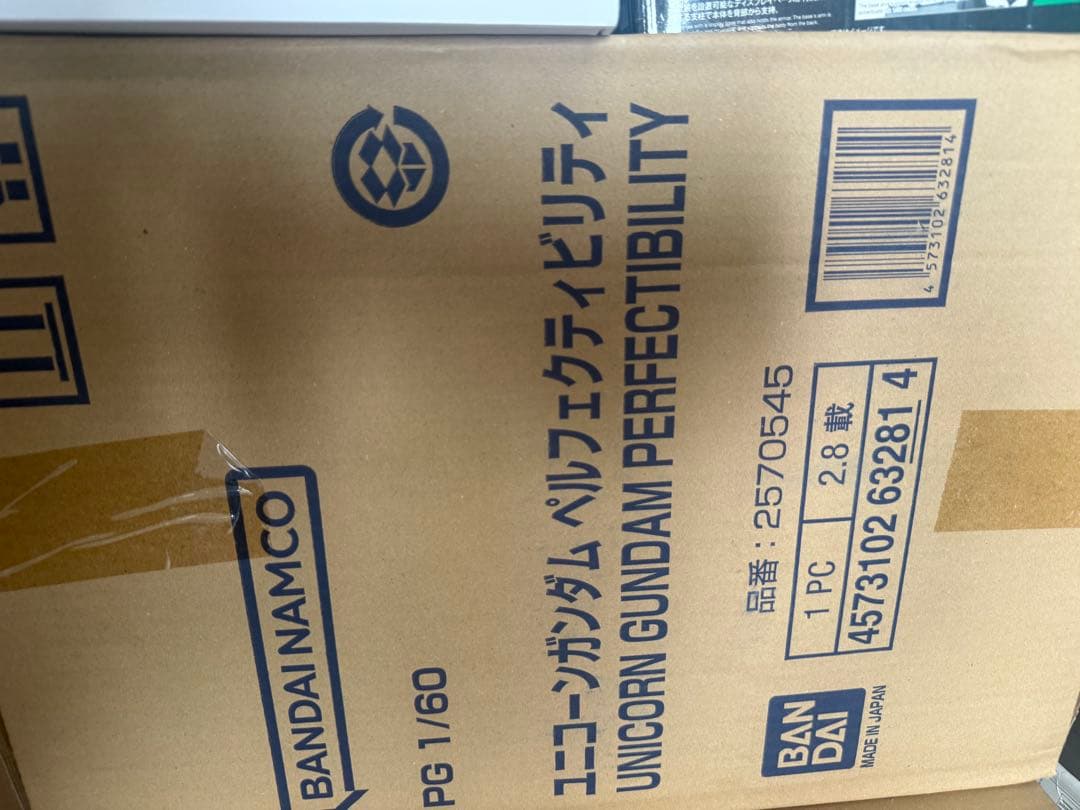 BANDAI NAMCO
PG 1/60
ユニコーンガンダム ペルフェクティビリティ
UNICORN GUNDAM PERFECTIBILITY
品番：2570545
1 PC
2.8 載
4573102 63281 4
4 573102 632814
BAN
DAI
MADE IN JAPAN